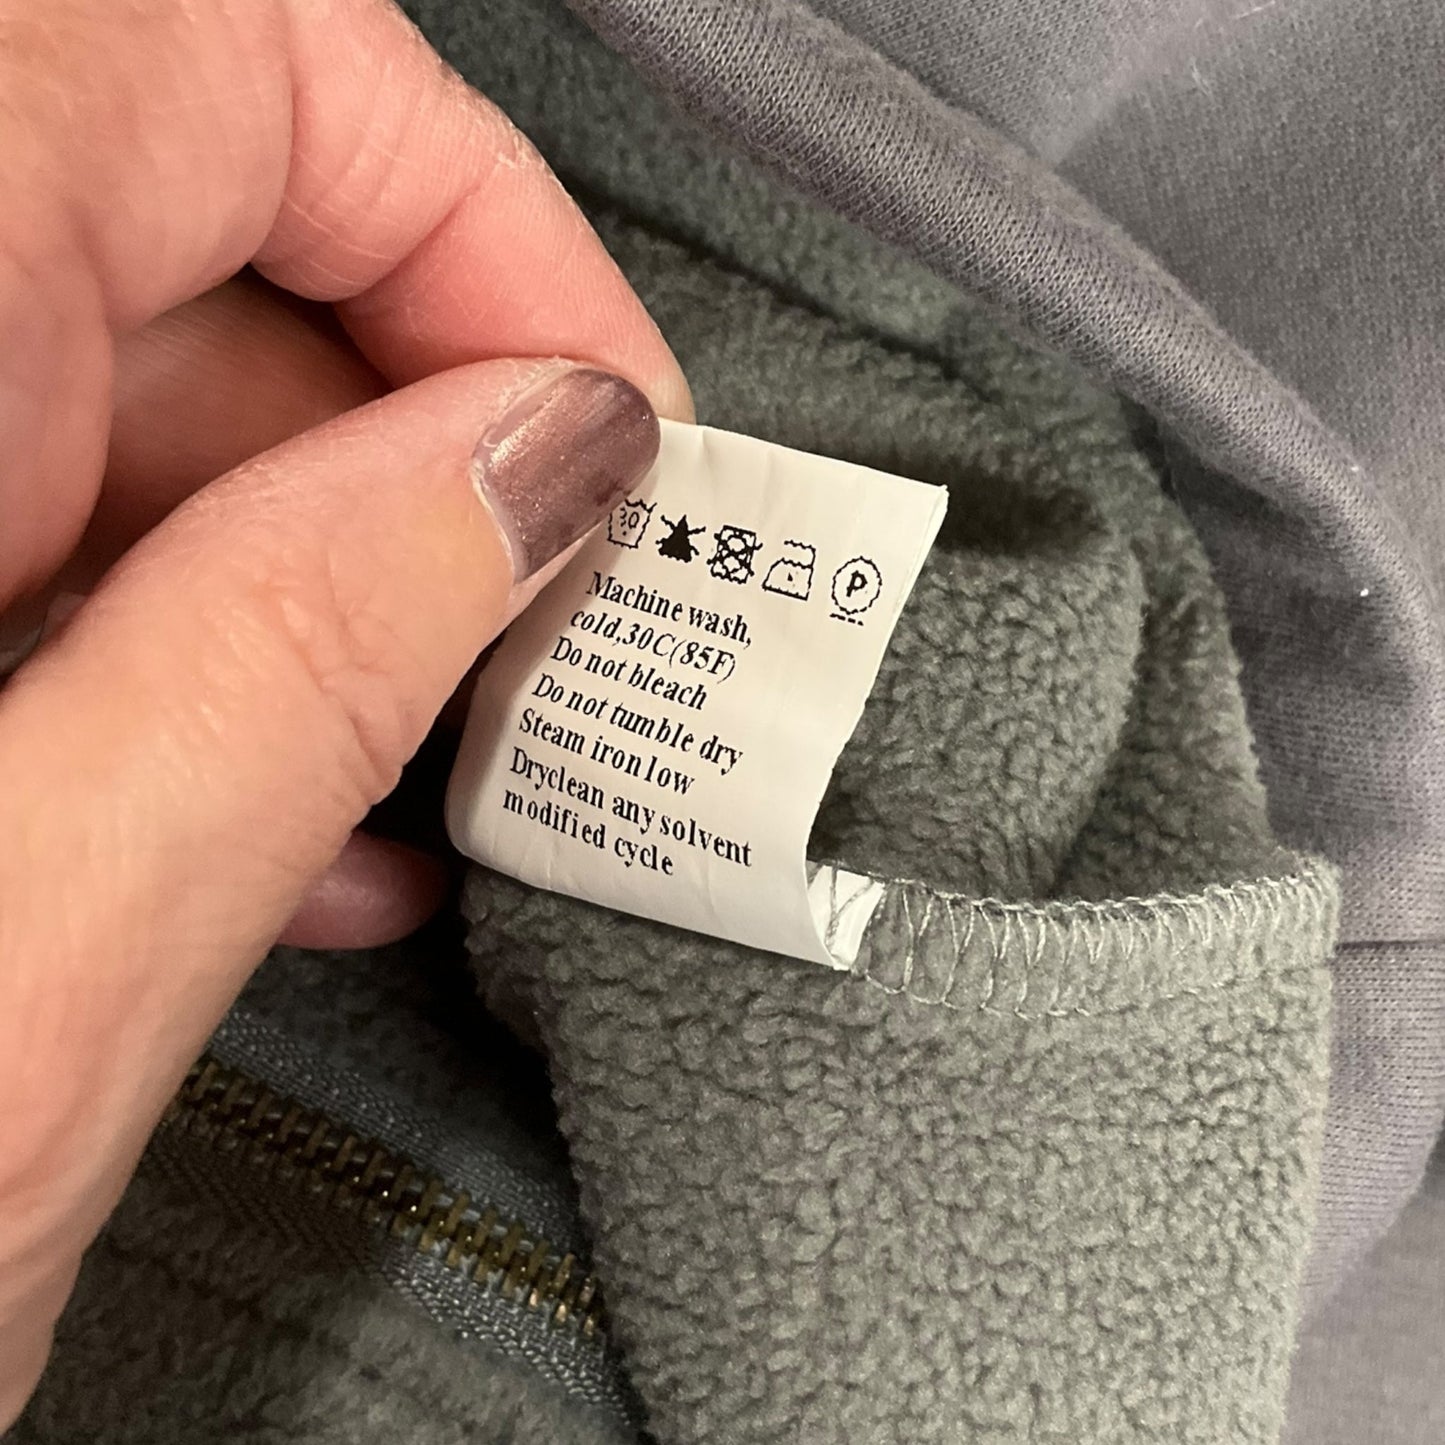 30 P
Machine wash,
cold,30C(85F)
Do not bleach
Do not tumble dry
Steam iron low
Dryclean any solvent
modified cycle